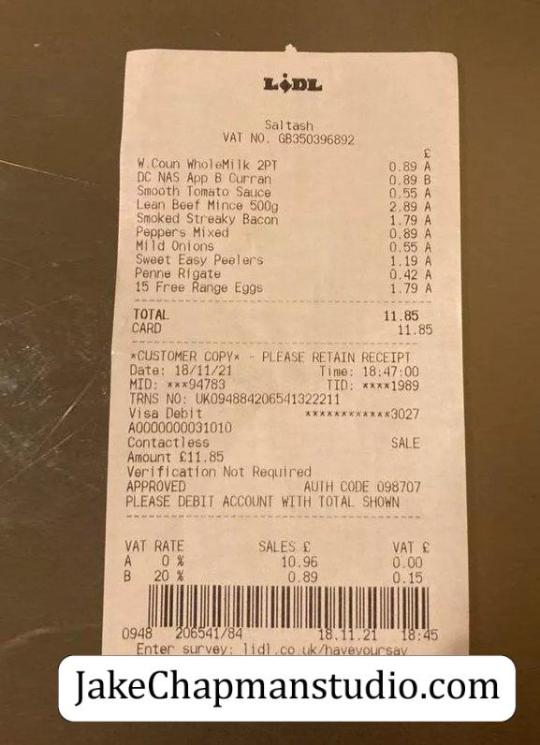 LIDL
Saltash
VAT NO. GB350396892
£
W.Coun WholeMilk 2PT 0.89 A
DC NAS App B Curran 0.89 B
Smooth Tomato Sauce 0.55 A
Lean Beef Mince 500g 2.89 A
Smoked Streaky Bacon 1.79 A
Peppers Mixed 0.89 A
Mild Onions 0.55 A
Sweet Easy Peelers 1.19 A
Penne Rigate 0.42 A
15 Free Range Eggs 1.79 A
TOTAL 11.85
CARD 11.85
*CUSTOMER COPY* - PLEASE RETAIN RECEIPT
Date: 18/11/21 Time: 18:47:00
MID: ***94783 TID: ****1989
TRNS NO: UK094884206541322211
Visa Debit ************3027
A0000000031010
Contactless SALE
Amount £11.85
Verification Not Required
APPROVED AUTH CODE 098707
PLEASE DEBIT ACCOUNT WITH TOTAL SHOWN
VAT RATE SALES £ VAT £
A 0 % 10.96 0.00
B 20 % 0.89 0.15
0948 206541/84 18.11.21 18:45
Enter survey: lidl.co.uk/haveyoursay
JakeChapmanstudio.com